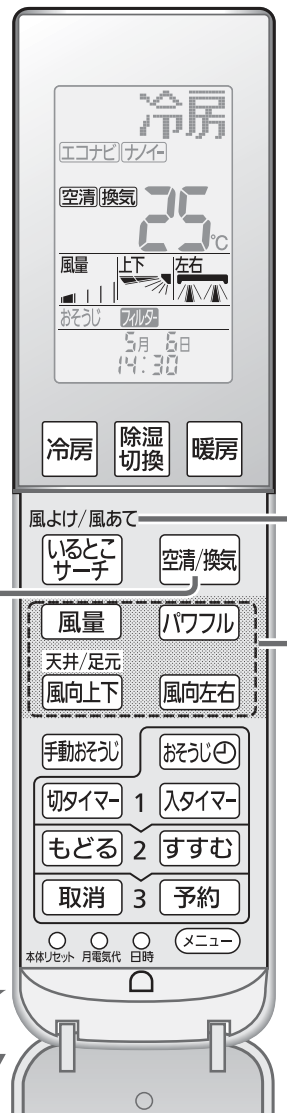 冷房
エコナビ ナノイー
空清 換気 25℃
風量 上下 左右
おそうじ フィルター
5月 6日
14:30
冷房 除湿切換 暖房
風よけ/風あて
いるとこサーチ 空清/換気
風量 パワフル
天井/足元
風向上下 風向左右
手動おそうじ おそうじ
切タイマー 1 入タイマー
もどる 2 すすむ
取消 3 予約
本体リセット 月電気代 日時 メニュー